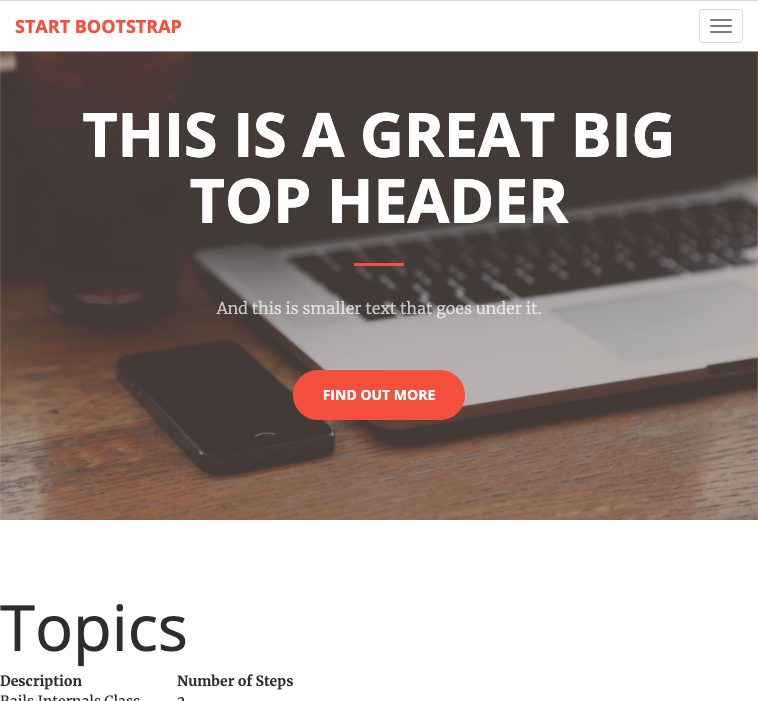 START BOOTSTRAP
THIS IS A GREAT BIG
TOP HEADER
And this is smaller text that goes under it.
FIND OUT MORE
Topics
Description Number of Steps
Rails Internals Class 2